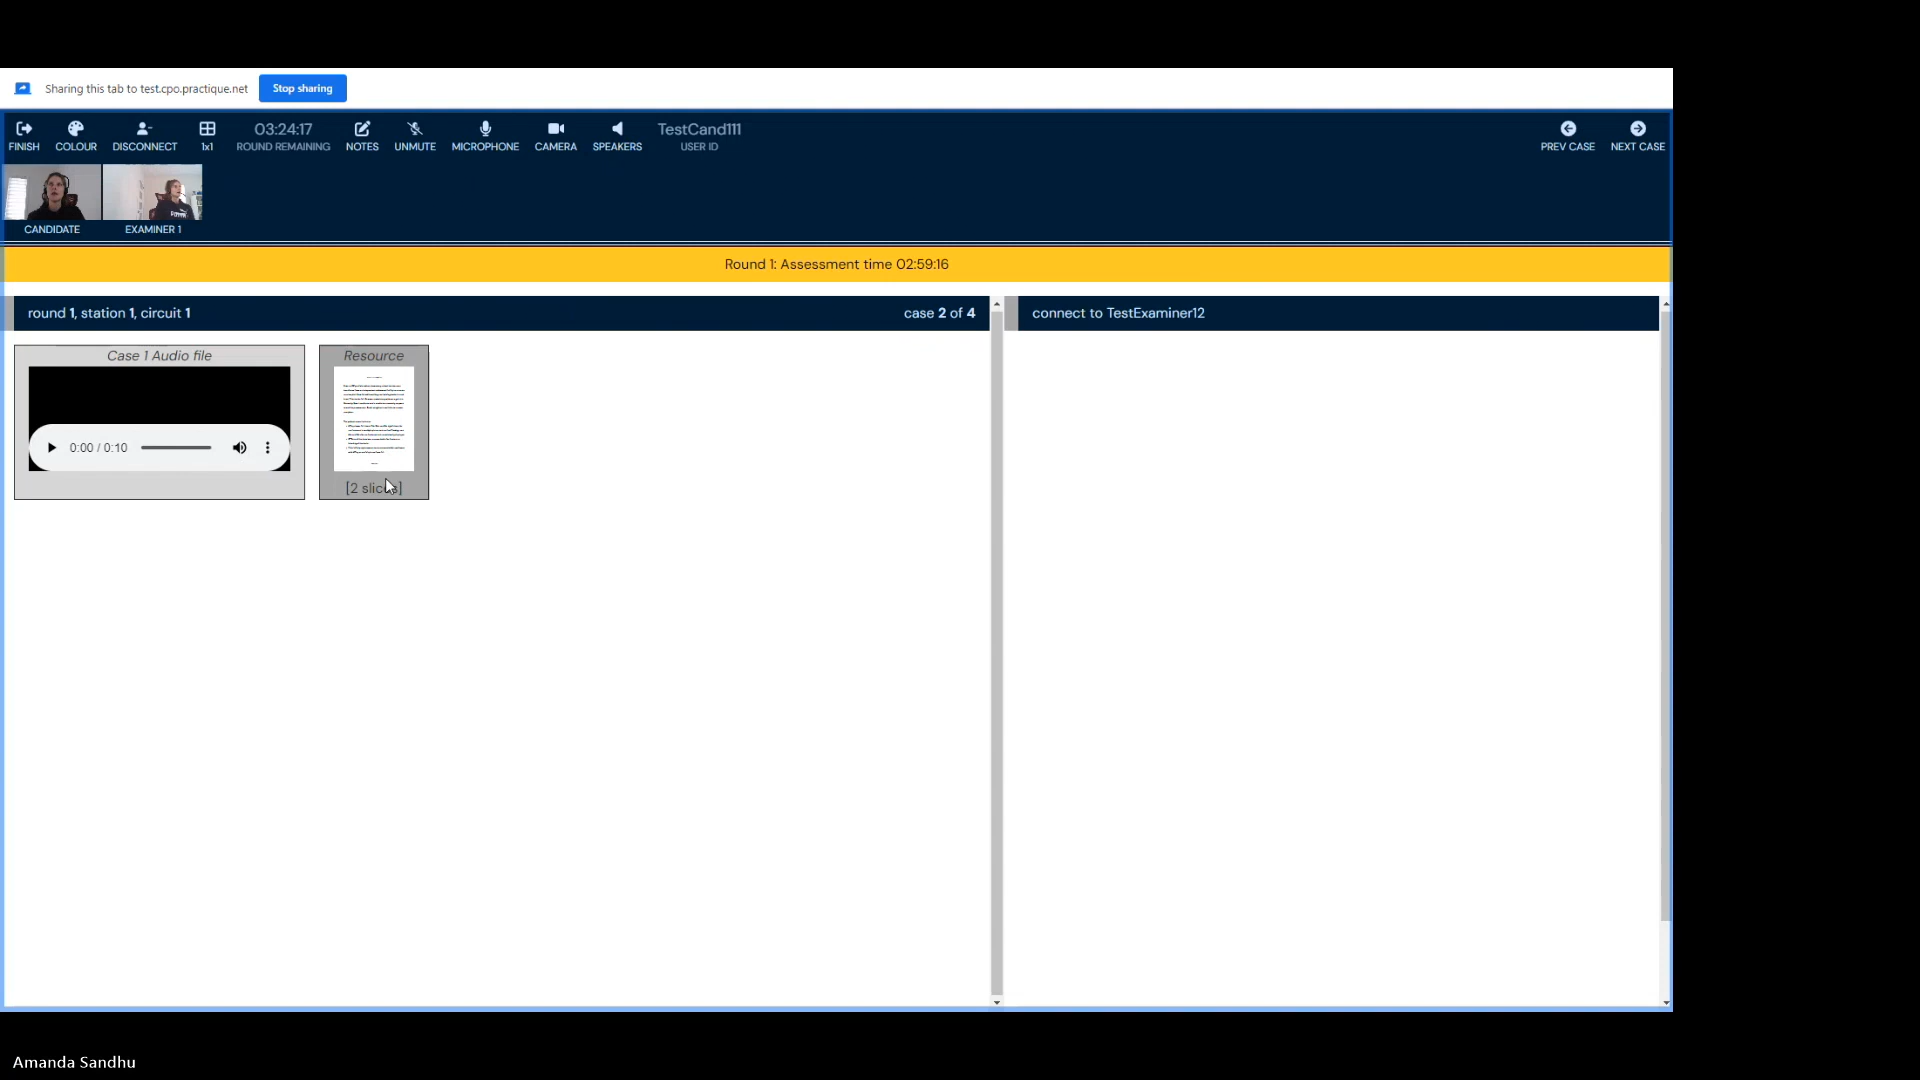 Sharing this tab to test.cpo.practique.net Stop sharing
FINISH COLOUR DISCONNECT 1x1 03:24:17 ROUND REMAINING NOTES UNMUTE MICROPHONE CAMERA SPEAKERS TestCand111 USER ID PREV CASE NEXT CASE
CANDIDATE EXAMINER 1
Round 1: Assessment time 02:59:16
round 1, station 1, circuit 1 case 2 of 4
connect to TestExaminer12
Case 1 Audio file
0:00 / 0:10
Resource
Amanda Sandhu